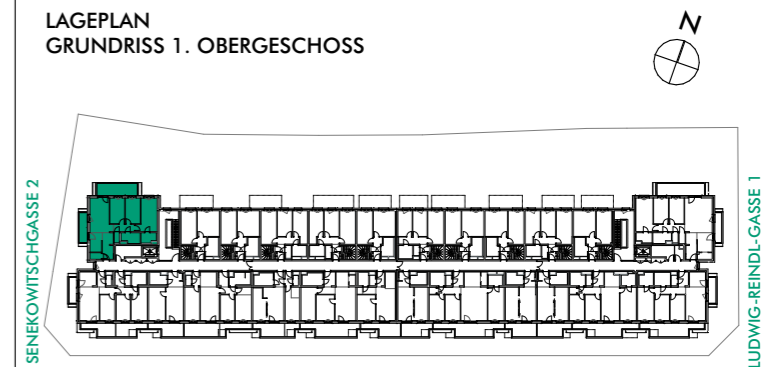 LAGEPLAN
GRUNDRISS 1. OBERGESCHOSS
N
SENEKOWITSCHGASSE 2
LUDWIG-REINDL-GASSE 1